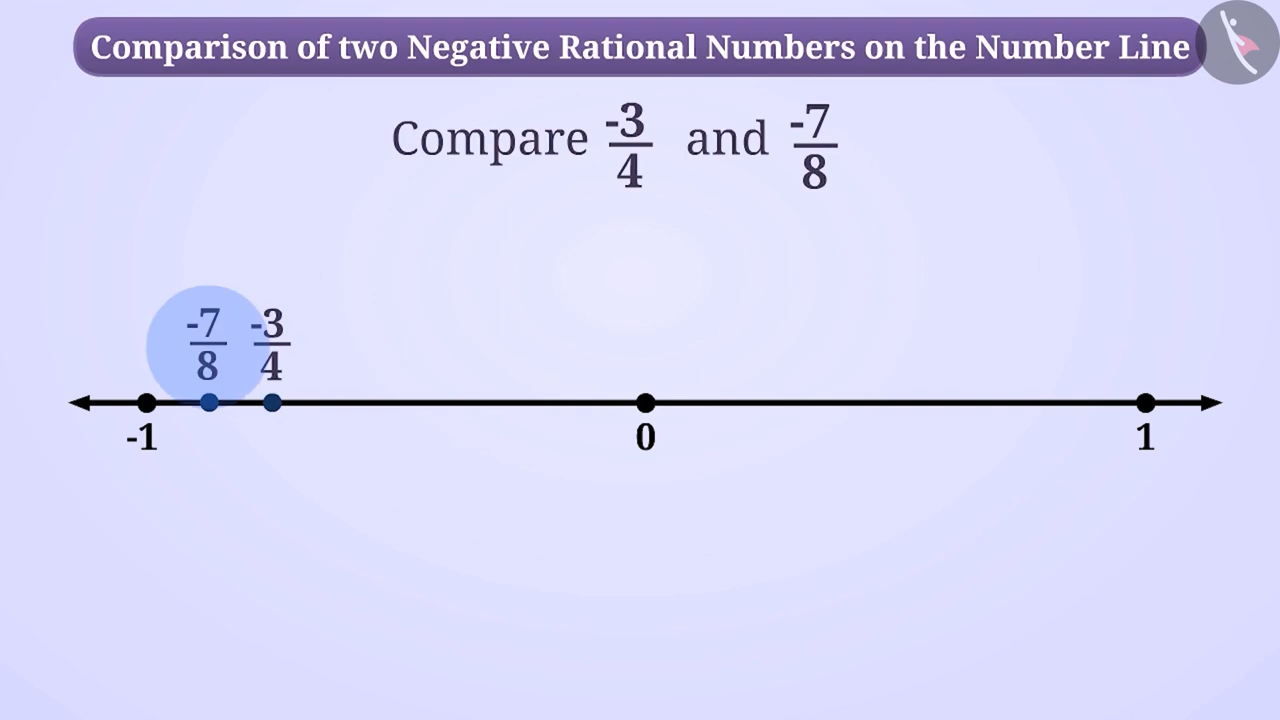 Comparison of two Negative Rational Numbers on the Number Line
Compare -3/4 and -7/8
-7/8 -3/4
-1 0 1